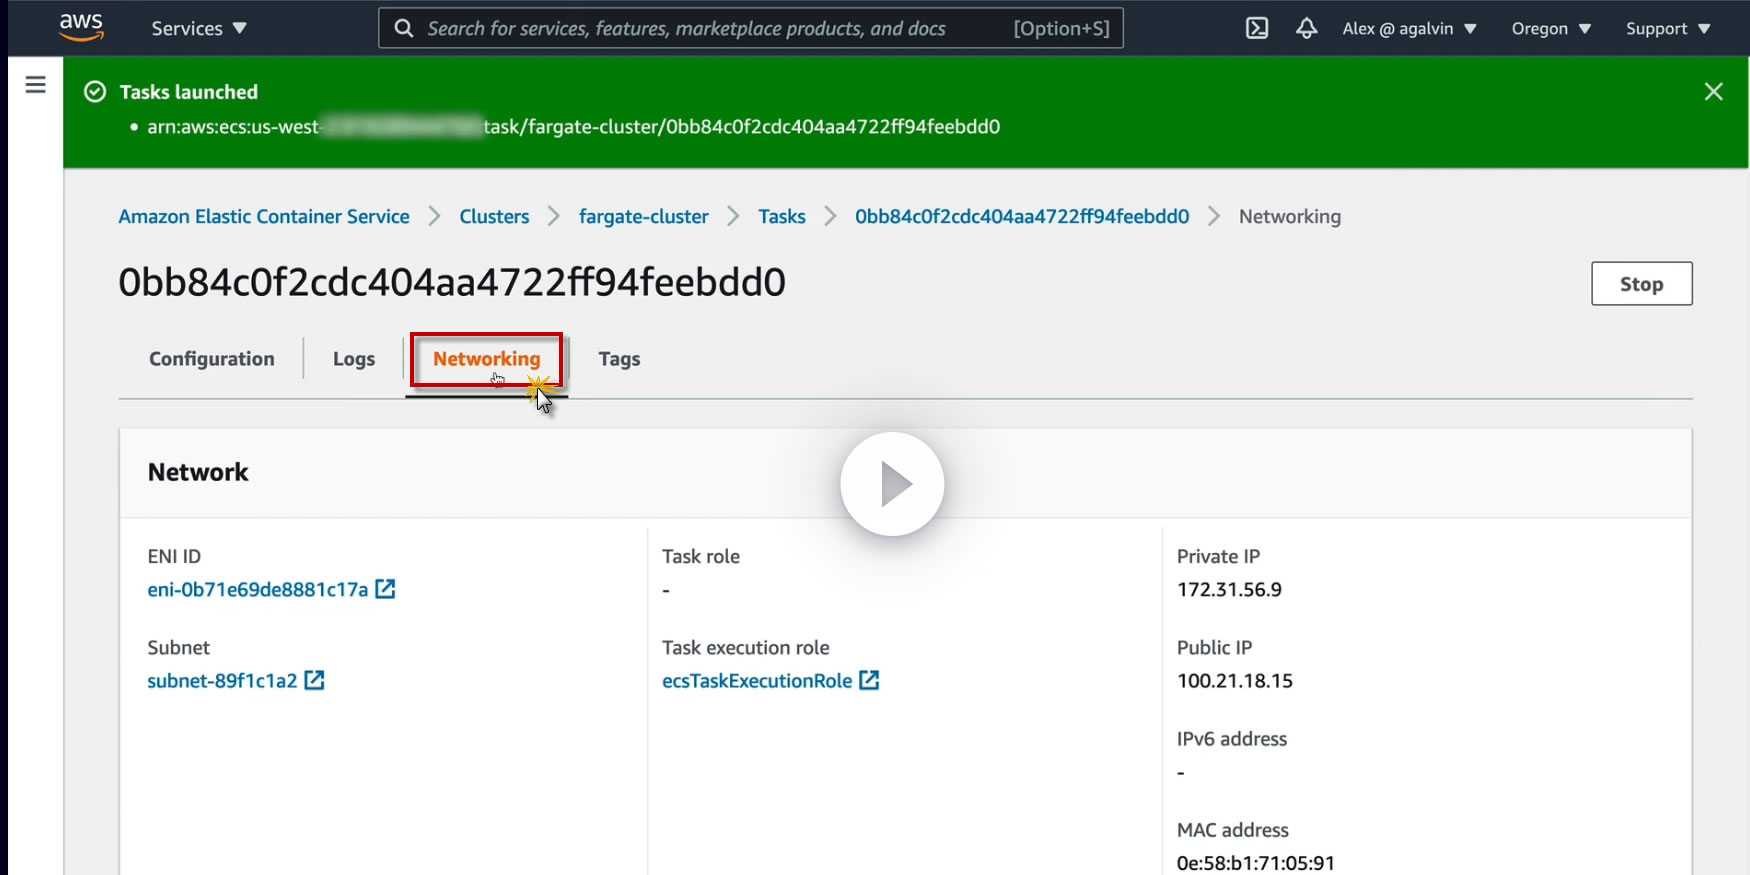 aws
Services
Search for services, features, marketplace products, and docs
[Option+S]
Alex @ agalvin
Oregon
Support
Tasks launched
• arn:aws:ecs:us-west- task/fargate-cluster/0bb84c0f2cdc404aa4722ff94feebdd0
Amazon Elastic Container Service > Clusters > fargate-cluster > Tasks > 0bb84c0f2cdc404aa4722ff94feebdd0 > Networking
0bb84c0f2cdc404aa4722ff94feebdd0
Stop
Configuration
Logs
Networking
Tags
Network
ENI ID
eni-0b71e69de8881c17a
Subnet
subnet-89f1c1a2
Task role
-
Task execution role
ecsTaskExecutionRole
Private IP
172.31.56.9
Public IP
100.21.18.15
IPv6 address
-
MAC address
0e:58:b1:71:05:91